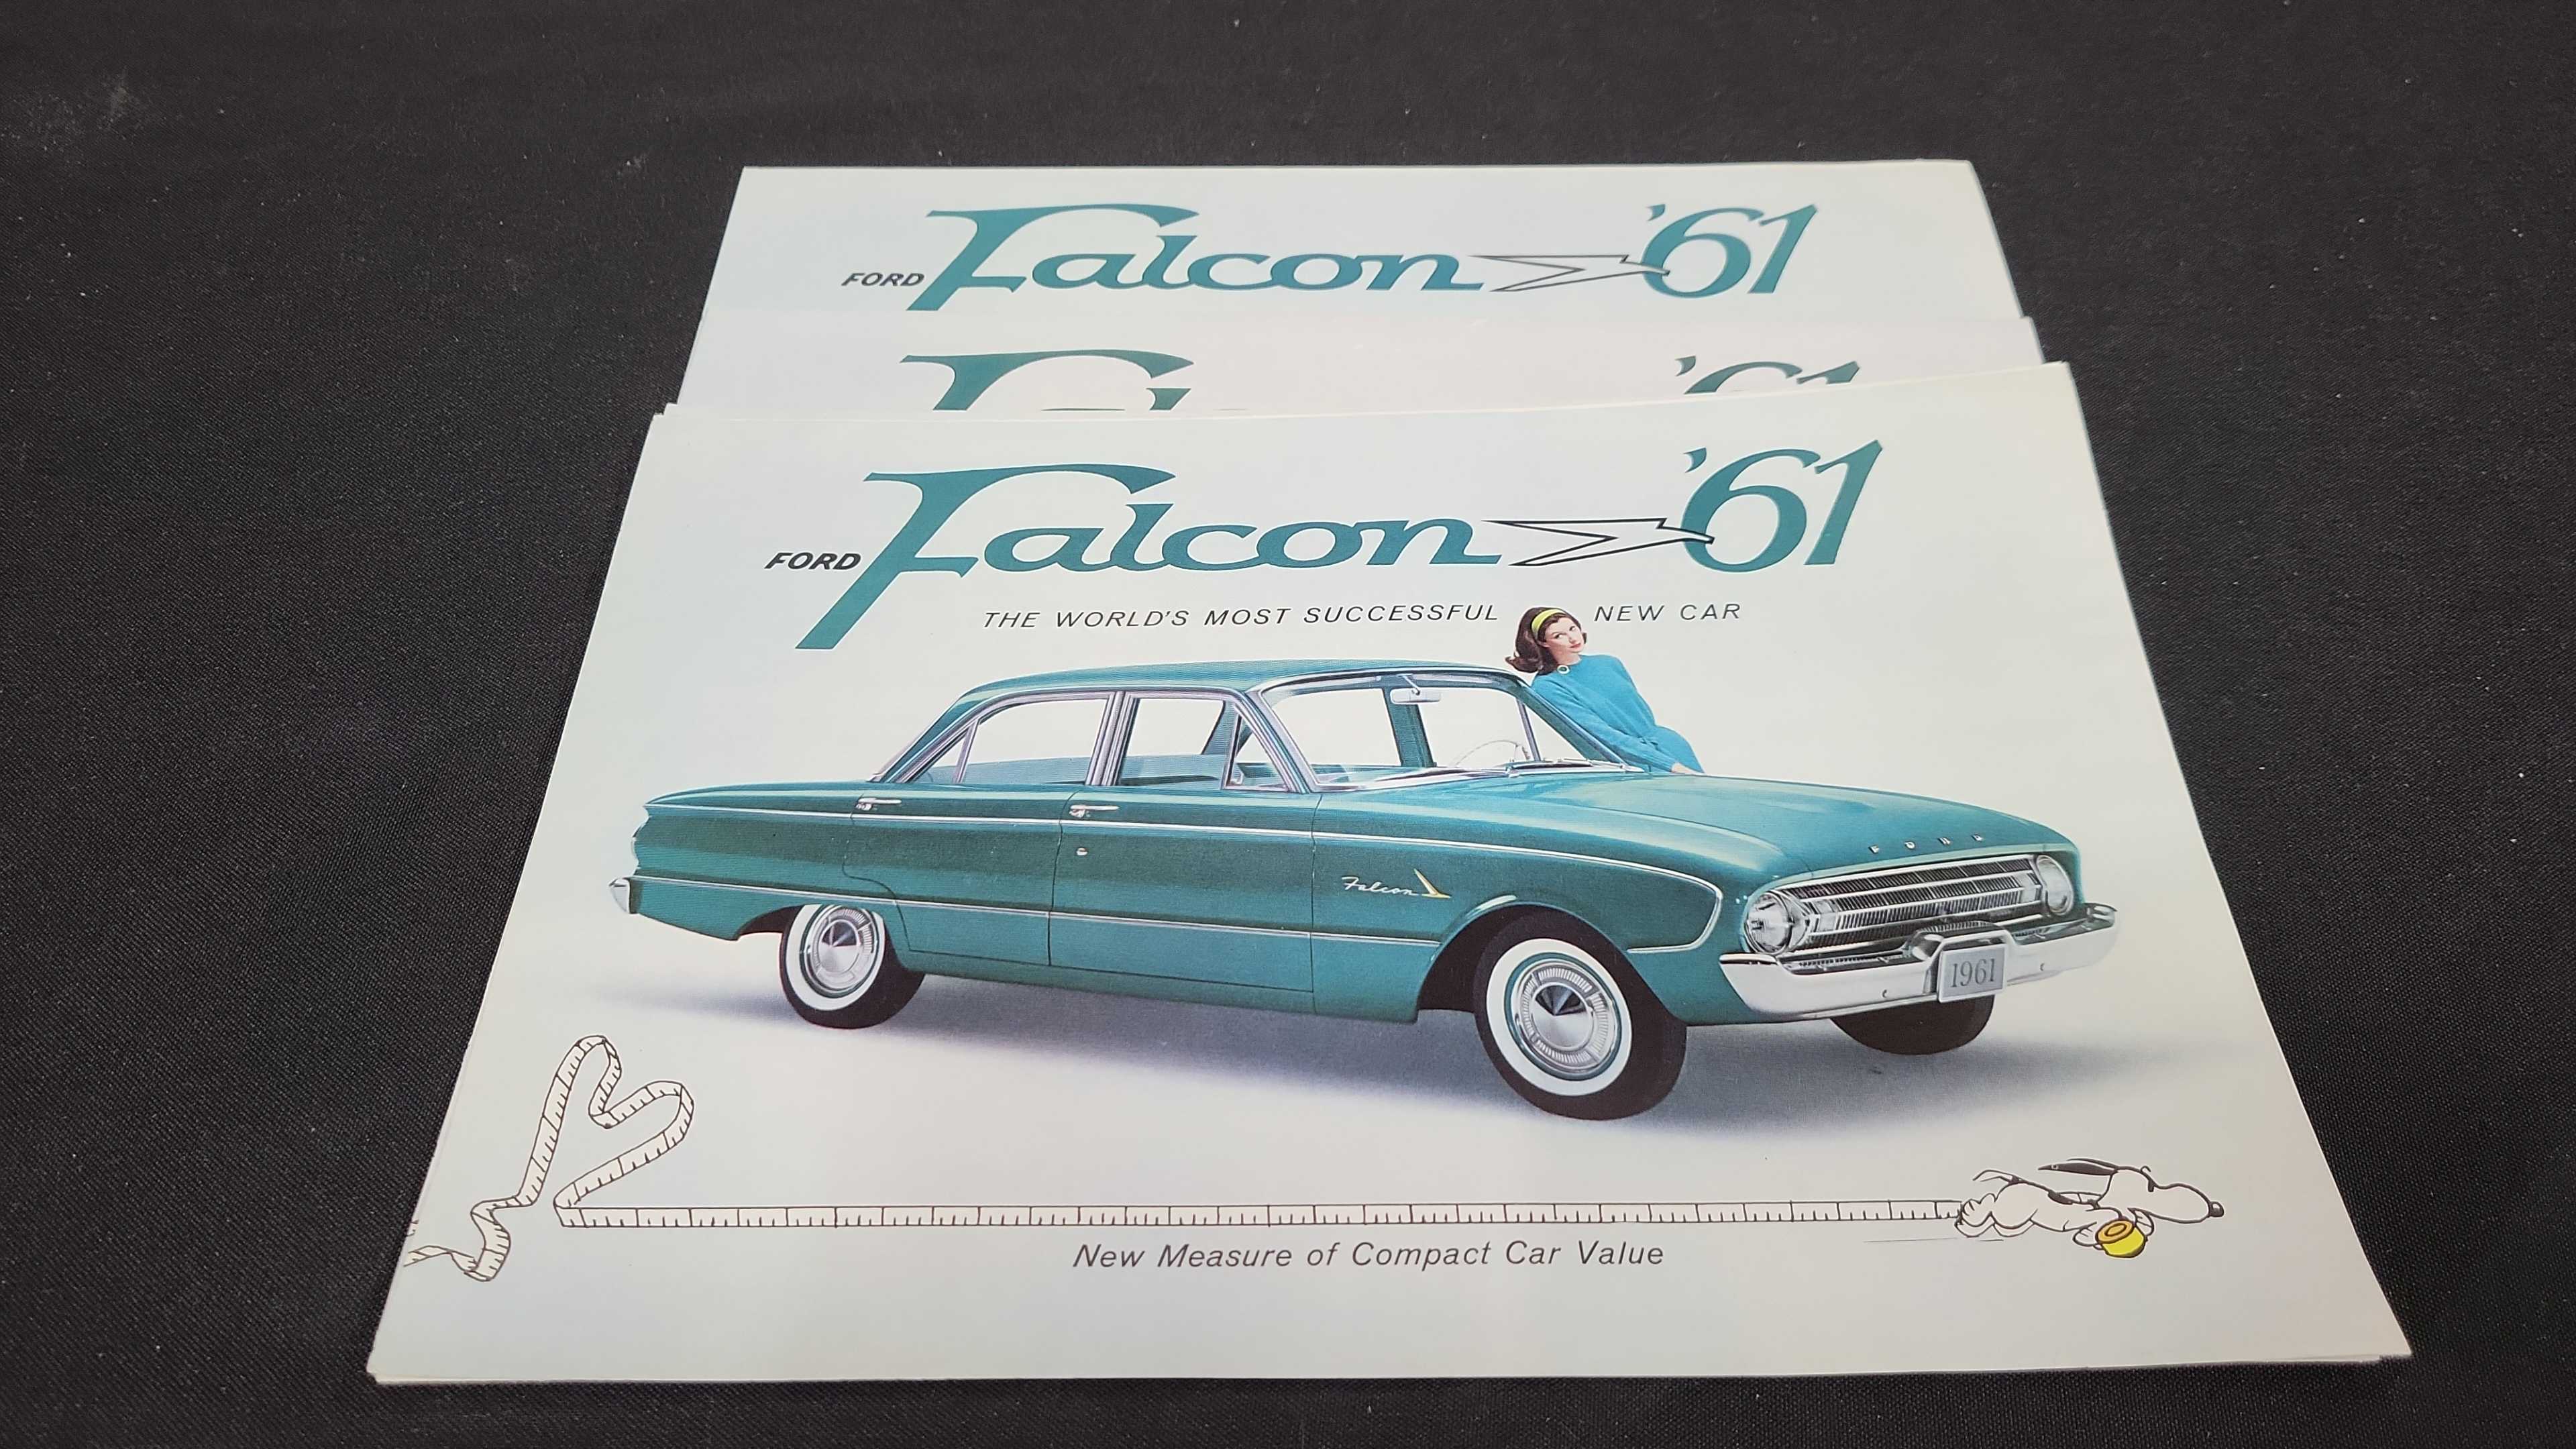 FORD Falcon '61
F '61
FORD Falcon '61
THE WORLD'S MOST SUCCESSFUL NEW CAR
FORD
Falcon
1961
New Measure of Compact Car Value